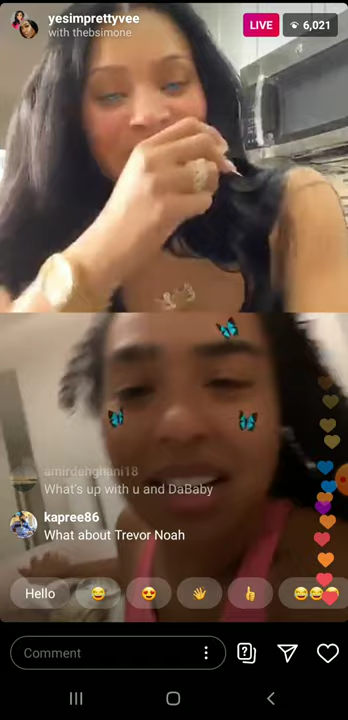 yesimprettyvee
with thebsimone
LIVE
6,021
amirdehghani18
What's up with u and DaBaby
kapree86
What about Trevor Noah
Hello
Comment